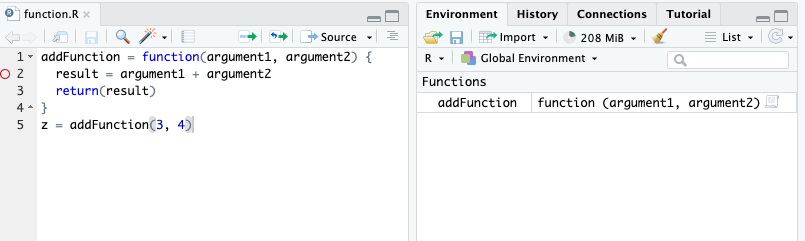 function.R
Source
1 addFunction = function(argument1, argument2) {
2 result = argument1 + argument2
3 return(result)
4 }
5 z = addFunction(3, 4)
Environment History Connections Tutorial
Import 208 MiB List
R Global Environment
Functions
addFunction function (argument1, argument2)